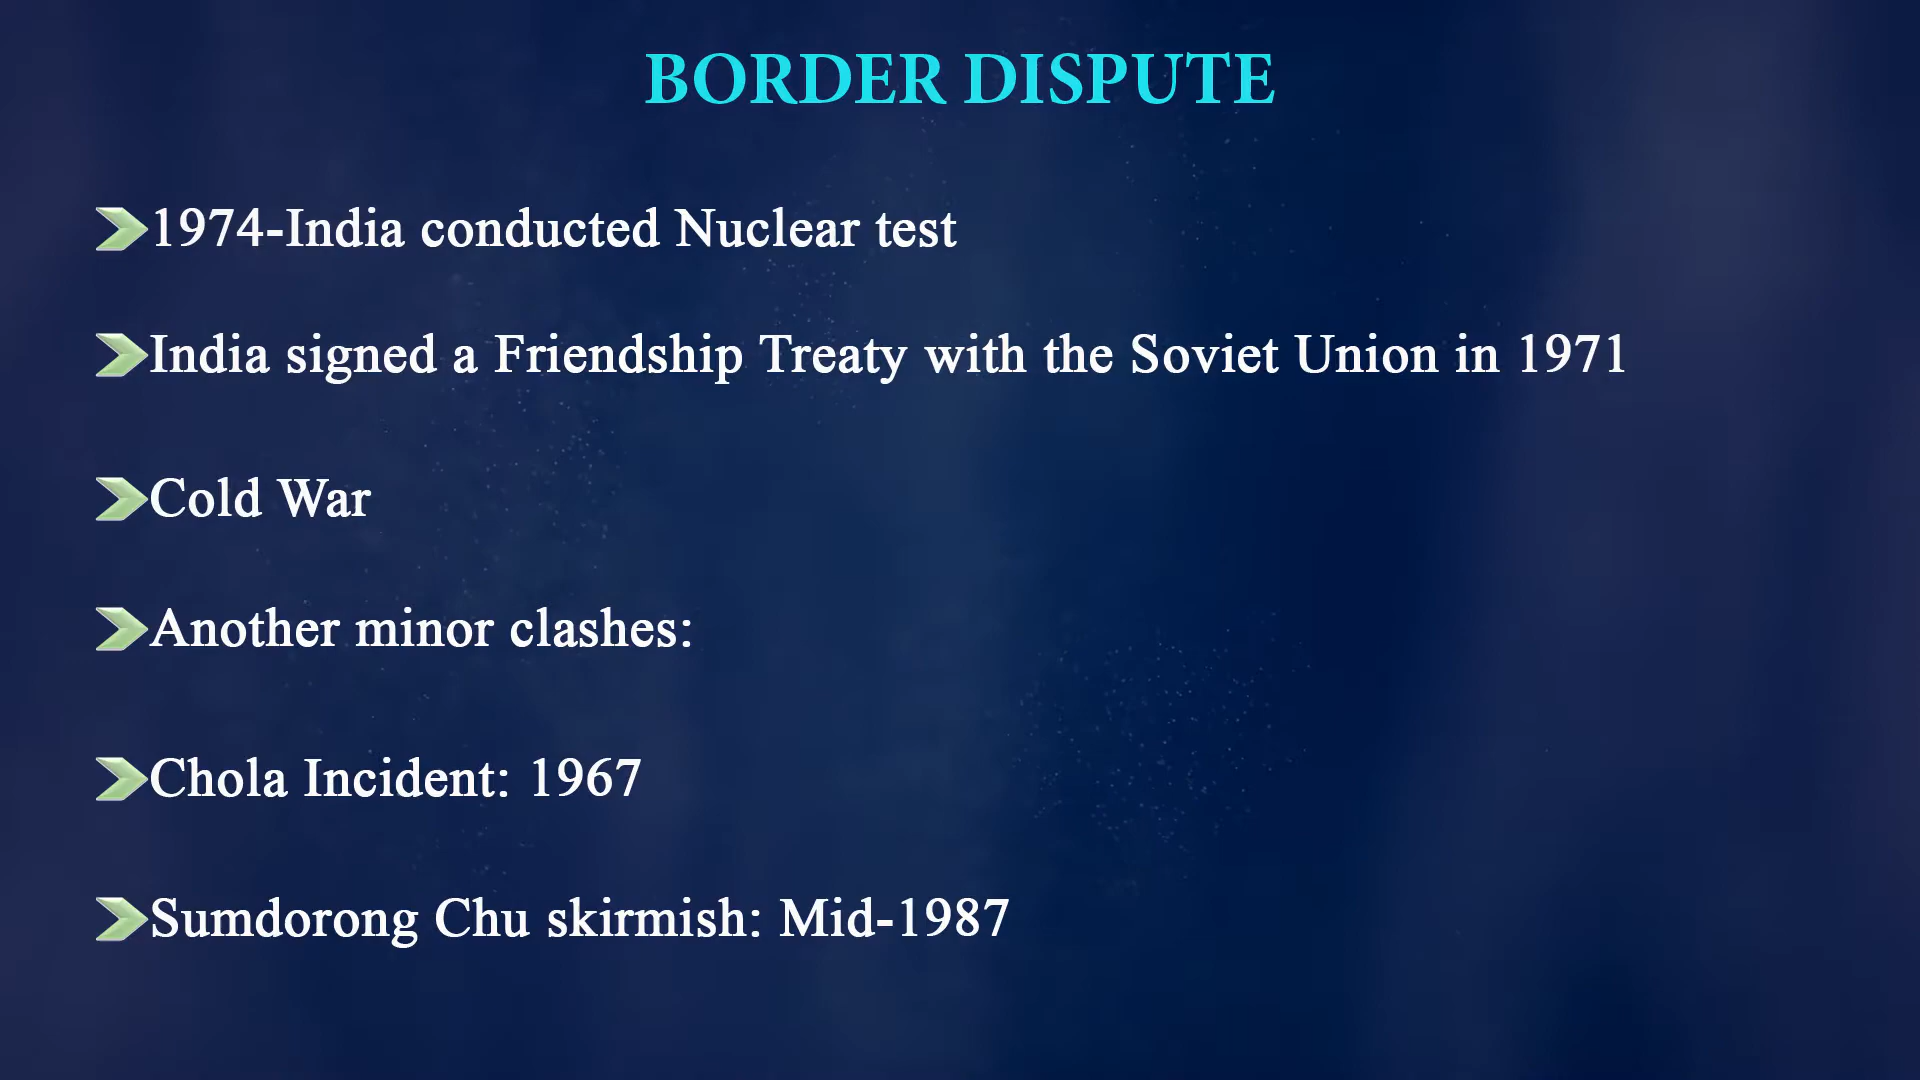 BORDER DISPUTE
1974-India conducted Nuclear test
India signed a Friendship Treaty with the Soviet Union in 1971
Cold War
Another minor clashes:
Chola Incident: 1967
Sumdorong Chu skirmish: Mid-1987